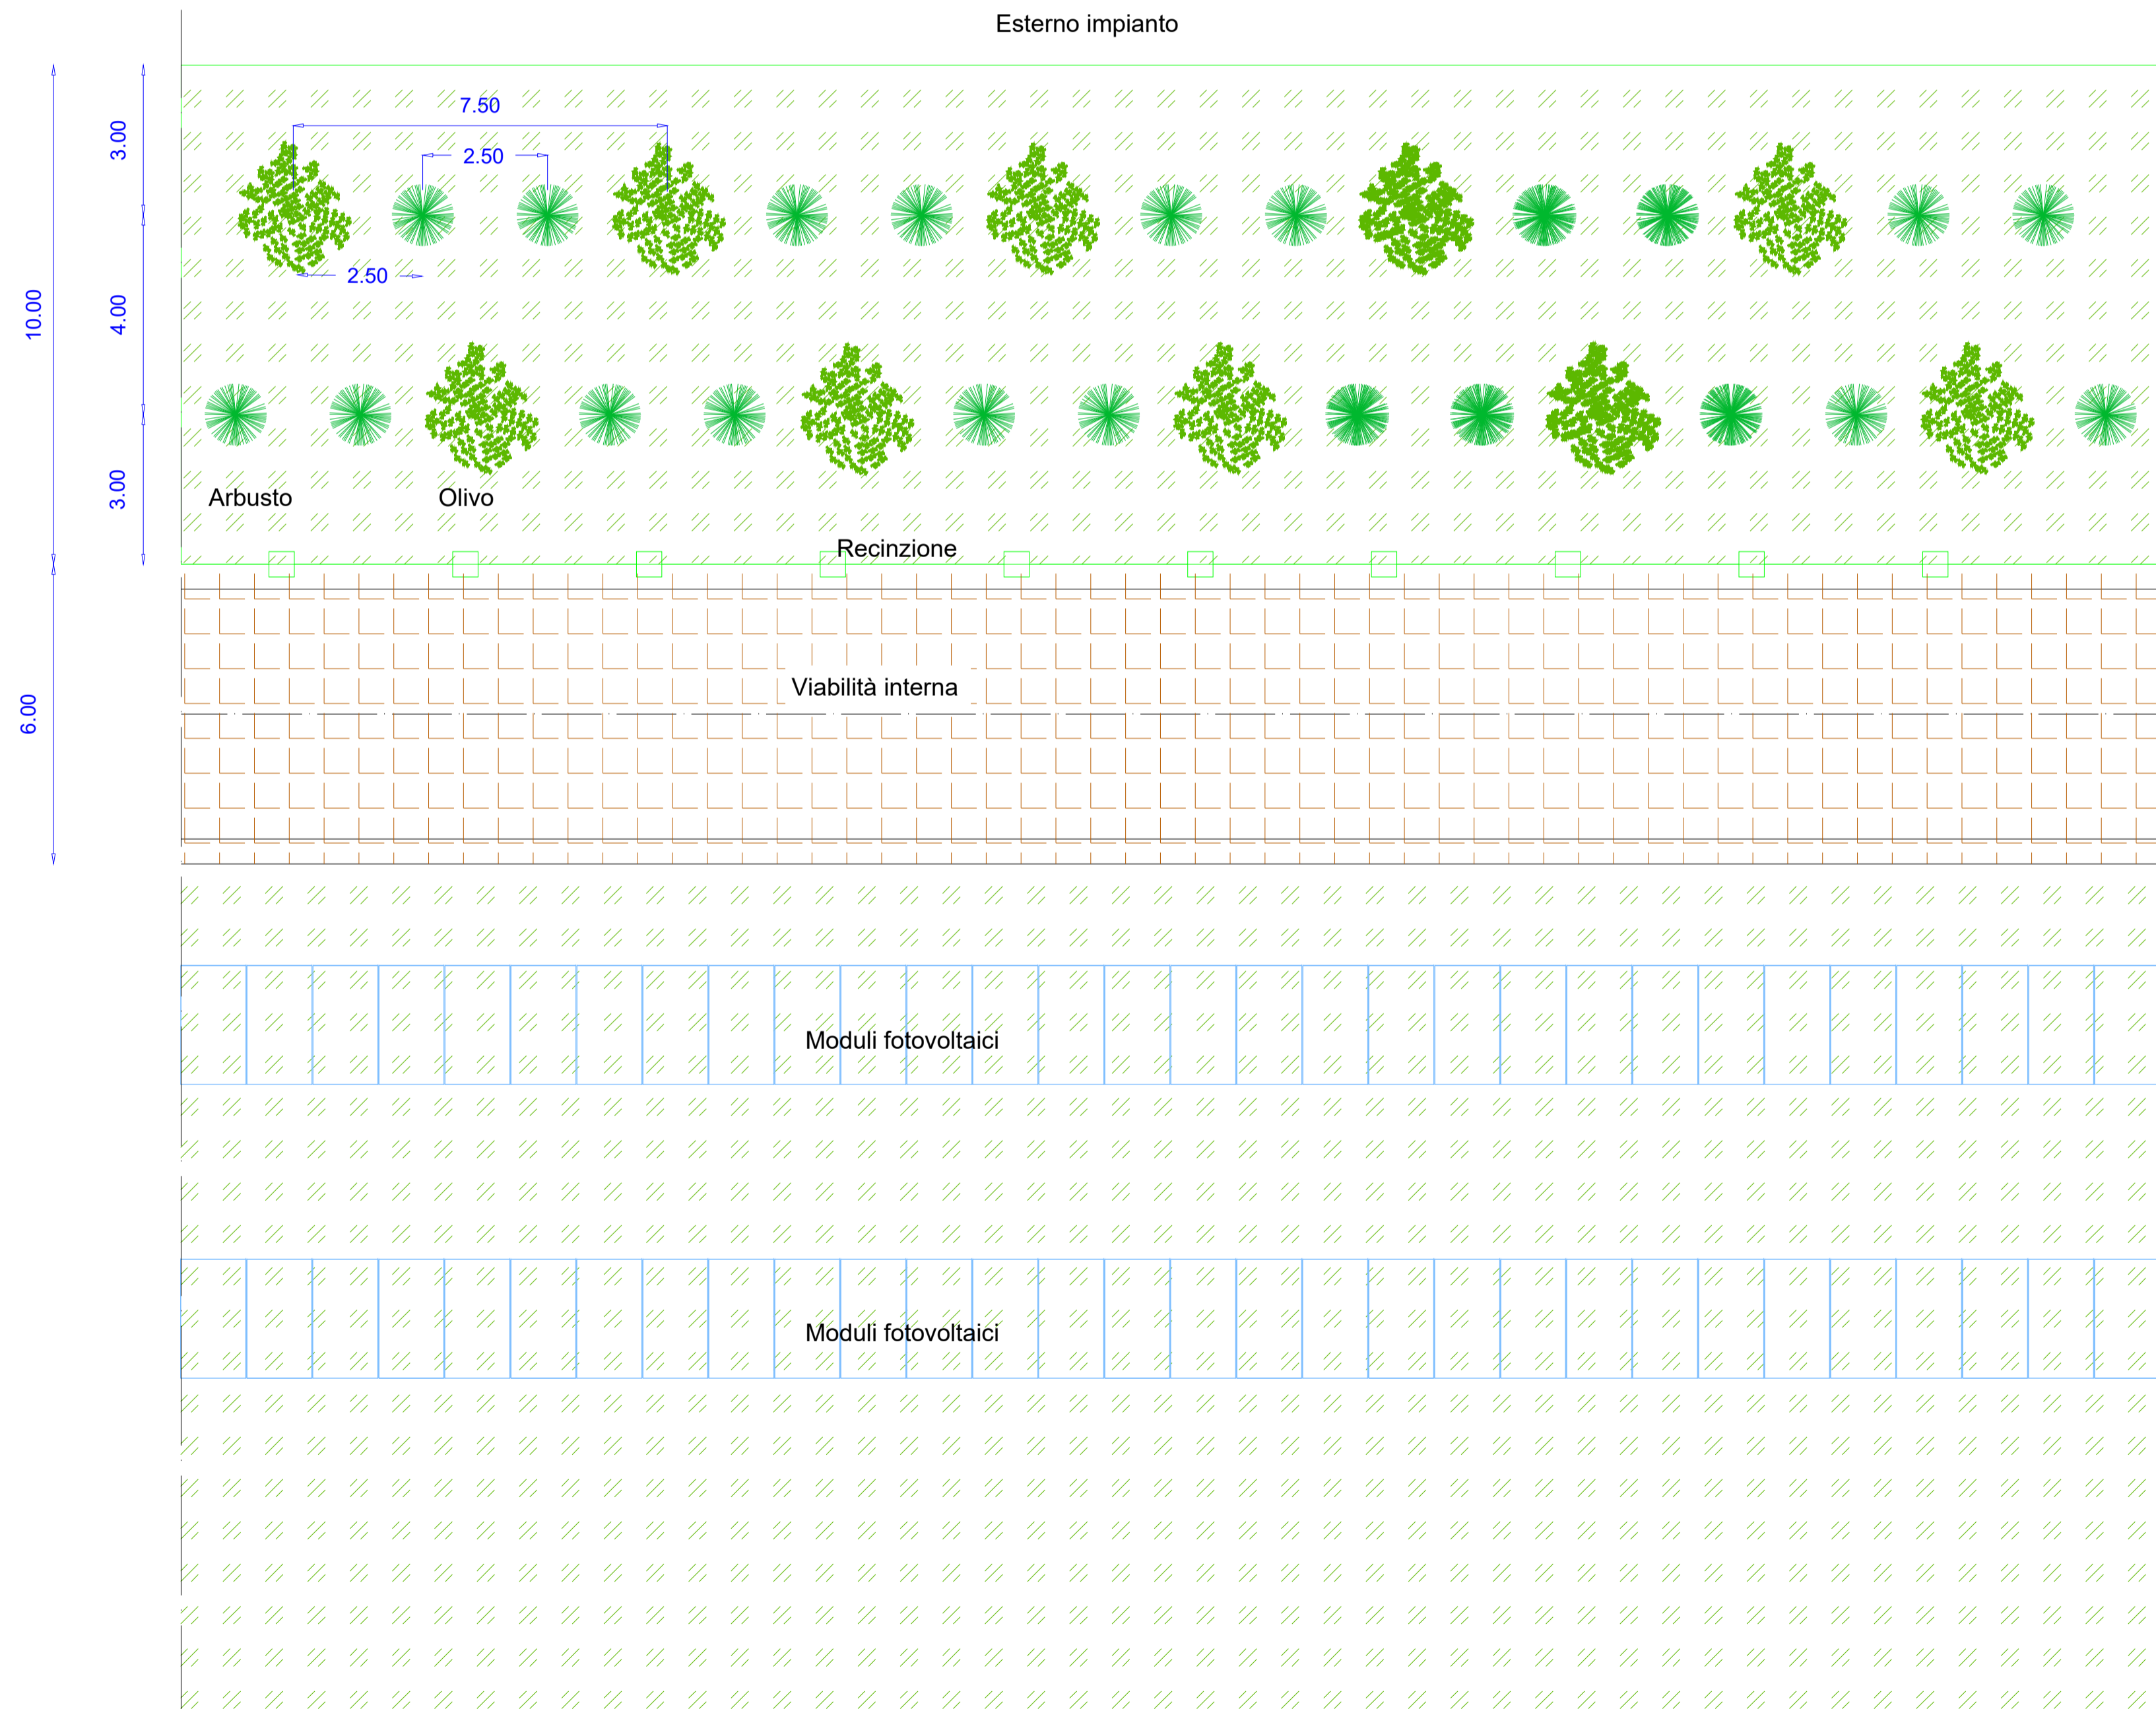 Esterno impianto
7.50
3.00
2.50
2.50
10.00
4.00
3.00
Arbusto
Olivo
Recinzione
Viabilità interna
6.00
Moduli fotovoltaici
Moduli fotovoltaici